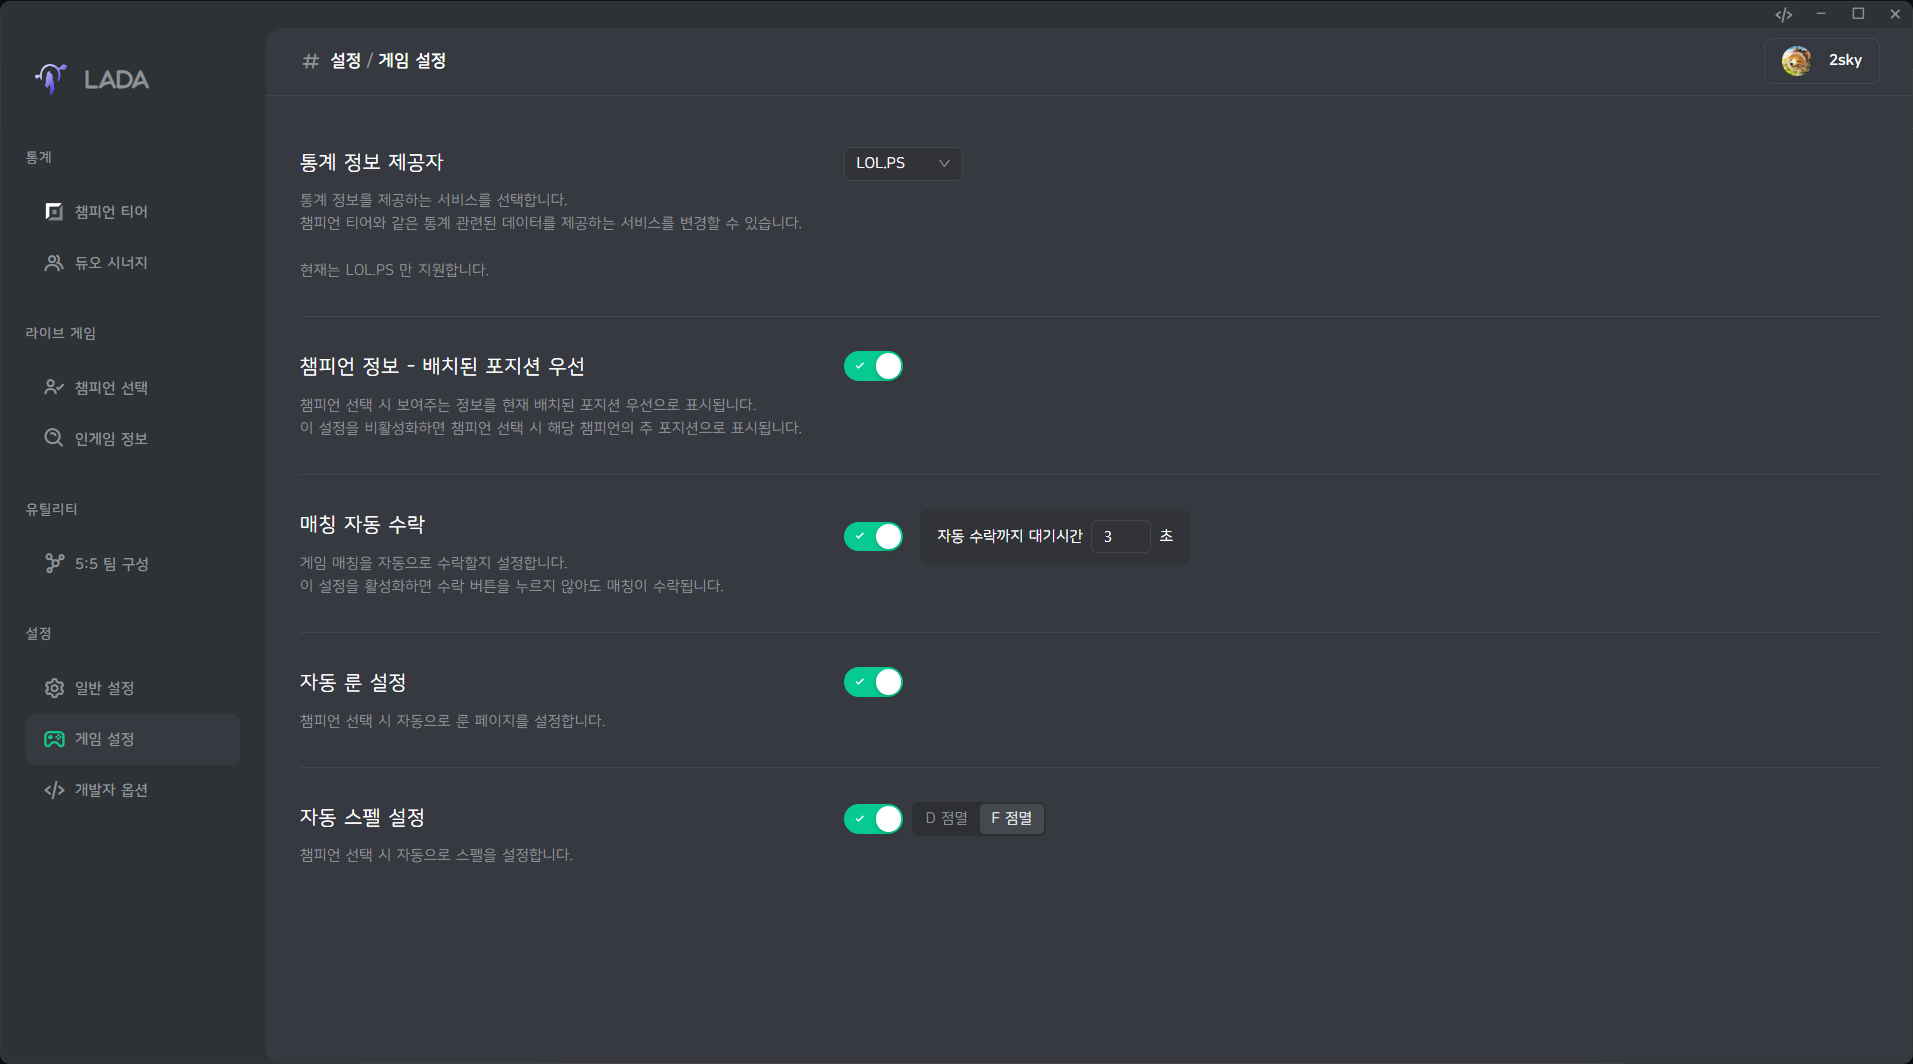 LADA
통계
챔피언 티어
듀오 시너지
라이브 게임
챔피언 선택
인게임 정보
유틸리티
5:5 팀 구성
설정
일반 설정
게임 설정
개발자 옵션
# 설정 / 게임 설정
2sky
통계 정보 제공자
LOL.PS
통계 정보를 제공하는 서비스를 선택합니다.
챔피언 티어와 같은 통계 관련된 데이터를 제공하는 서비스를 변경할 수 있습니다.
현재는 LOL.PS 만 지원합니다.
챔피언 정보 - 배치된 포지션 우선
챔피언 선택 시 보여주는 정보를 현재 배치된 포지션 우선으로 표시됩니다.
이 설정을 비활성화하면 챔피언 선택 시 해당 챔피언의 주 포지션으로 표시됩니다.
매칭 자동 수락
자동 수락까지 대기시간 3 초
게임 매칭을 자동으로 수락할지 설정합니다.
이 설정을 활성화하면 수락 버튼을 누르지 않아도 매칭이 수락됩니다.
자동 룬 설정
챔피언 선택 시 자동으로 룬 페이지를 설정합니다.
자동 스펠 설정
D 점멸 F 점멸
챔피언 선택 시 자동으로 스펠을 설정합니다.